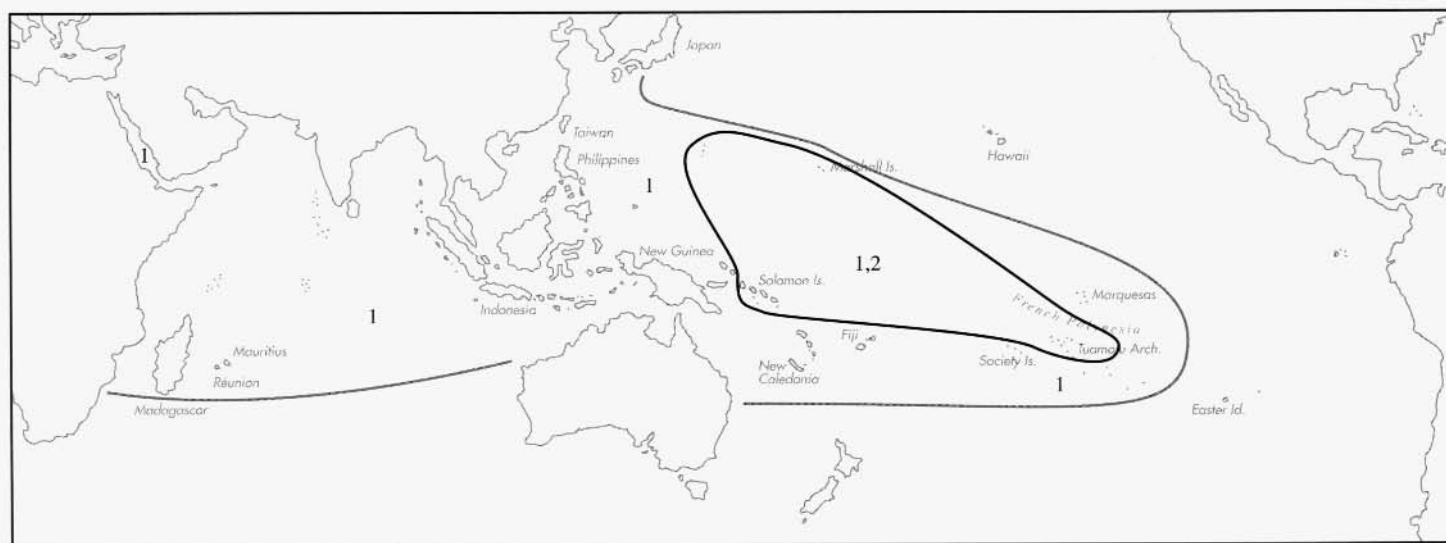 Japan
1
Taiwan
Philippines
Hawaii
Marshall Is.
1
New Guinea
1,2
Solomon Is.
Marquesas
Indonesia
1
French Polynesia
Fiji
Tuamotu Arch.
Mauritius
Society Is.
New
Caledonia
Réunion
1
Madagascar
Easter Id.